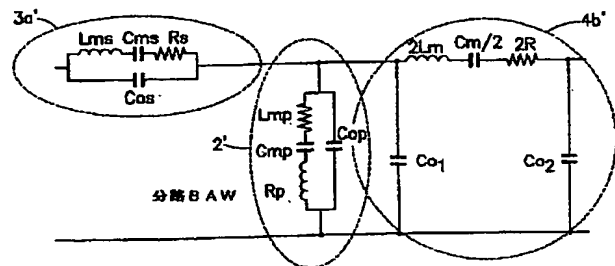 3a'
4b'
Lms Cms Rs
Cos
2Lm Cm/2 2R
Lmp
Cop
2'
Cmp
Co1
Co2
Rp
分路BAW